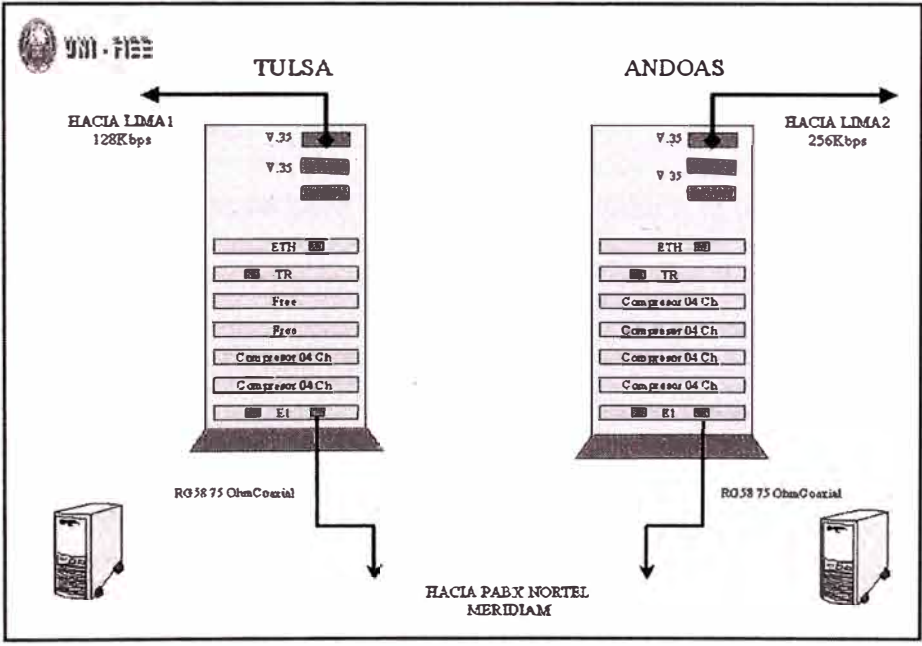 UNI - FIEE
TULSA
ANDOAS
HACIA LIMA1
128Kbps
HACIA LIMA2
256Kbps
V.35
V.35
V.35
V 35
ETH
TR
Free
Free
Compresor 04 Ch
Compresor 04 Ch
E1
ETH
TR
Compresor 04 Ch
Compresor 04 Ch
Compresor 04 Ch
Compresor 04 Ch
E1
RG58 75 OhmCoaxial
RG58 75 OhmCoaxial
HACIA PABX NORTEL
MERIDIAM